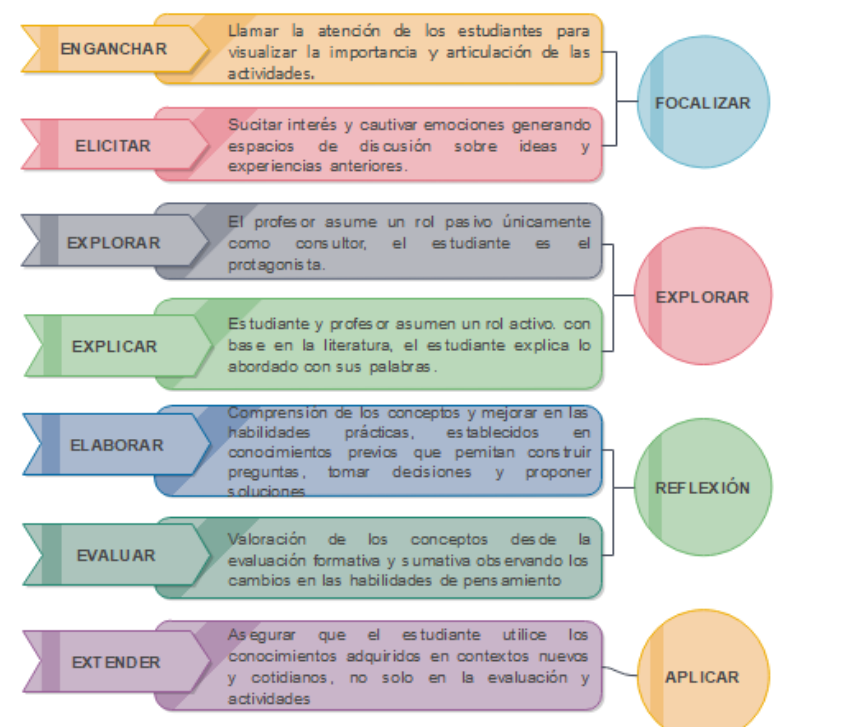 ENGANCHAR
Llamar la atención de los estudiantes para
visualizar la importancia y articulación de las
actividades.
ELICITAR
Sucitar interés y cautivar emociones generando
espacios de discusión sobre ideas y
experiencias anteriores.
FOCALIZAR
EXPLORAR
El profesor asume un rol pasivo únicamente
como consultor, el estudiante es el
protagonista.
EXPLICAR
Estudiante y profesor asumen un rol activo. con
base en la literatura, el estudiante explica lo
abordado con sus palabras.
EXPLORAR
ELABORAR
Comprensión de los conceptos y mejorar en las
habilidades prácticas, establecidos en
conocimientos previos que pemitan construir
preguntas, tomar decisiones y proponer
soluciones
EVALUAR
Valoración de los conceptos desde la
evaluación formativa y sumativa observando los
cambios en las habilidades de pensamiento
REFLEXIÓN
EXTENDER
Asegurar que el estudiante utilice los
conocimientos adquiridos en contextos nuevos
y cotidianos, no solo en la evaluación y
actividades
APLICAR